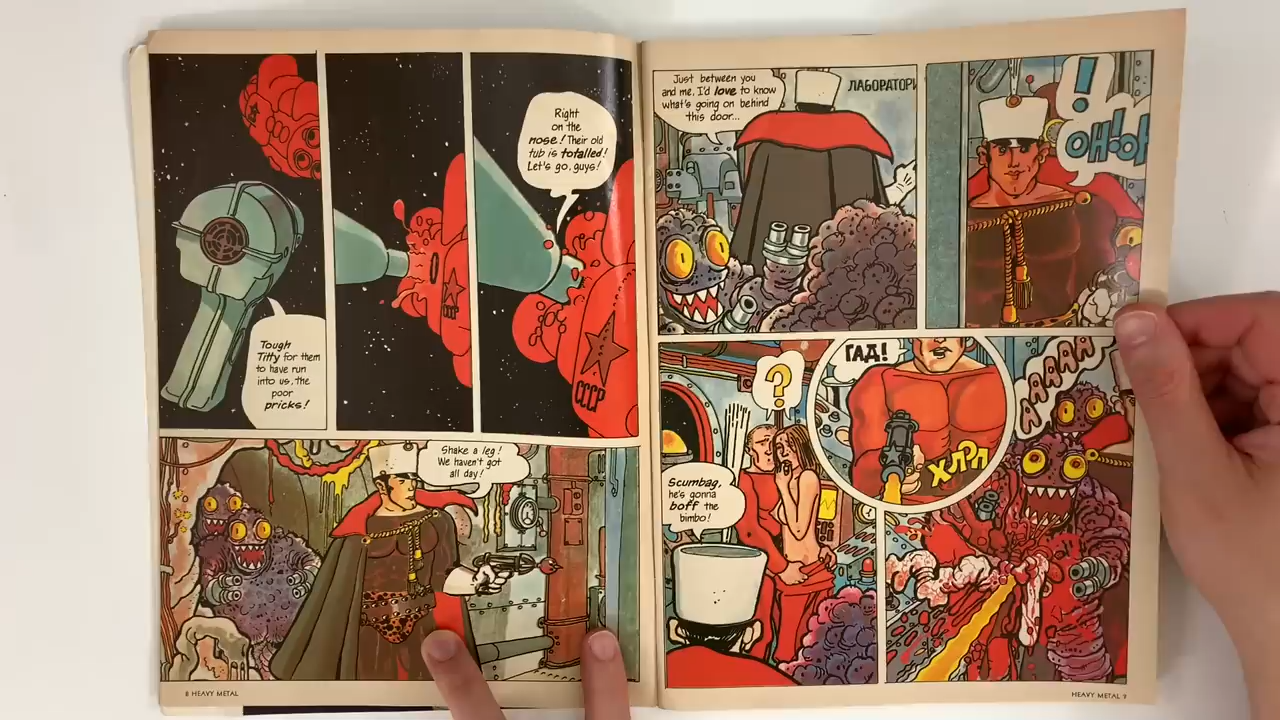 Tough
Titty for them
to have run
into us, the
poor
pricks!
СССР
Right
on the
nose! Their old
tub is totalled!
Let's go, guys!
СССР
Shake a leg!
We haven't got
all day!
8 HEAVY METAL
Just between you
and me, I'd love to know
what's going on behind
this door...
ЛАБОРАТОРИ
!
OH! OH
?
Scumbag,
he's gonna
boff the
bimbo!
ГАД!
ХЛРЛ
AARRAA
HEAVY METAL 9